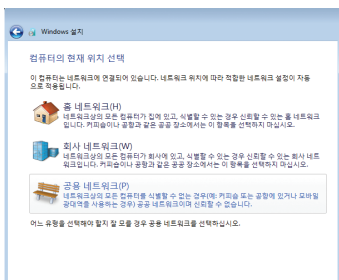 Windows 설치
컴퓨터의 현재 위치 선택
이 컴퓨터는 네트워크에 연결되어 있습니다. 네트워크 위치에 따라 적합한 네트워크 설정이 자동
으로 적용됩니다.
홈 네트워크(H)
네트워크상의 모든 컴퓨터가 집에 있고, 식별할 수 있는 경우 신뢰할 수 있는 홈 네트워크
입니다. 커피숍이나 공항과 같은 공공 장소에서는 이 항목을 선택하지 마십시오.
회사 네트워크(W)
네트워크상의 모든 컴퓨터가 회사에 있고, 식별할 수 있는 경우 신뢰할 수 있는 회사 네트
워크입니다. 커피숍이나 공항과 같은 공공 장소에서는 이 항목을 선택하지 마십시오.
공용 네트워크(P)
네트워크상의 모든 컴퓨터를 식별할 수 없는 경우(예: 커피숍 또는 공항에 있거나 모바일
광대역을 사용하는 경우) 공공 네트워크이며 신뢰할 수 없습니다.
어느 유형을 선택해야 할지 잘 모를 경우 공용 네트워크를 선택하십시오.